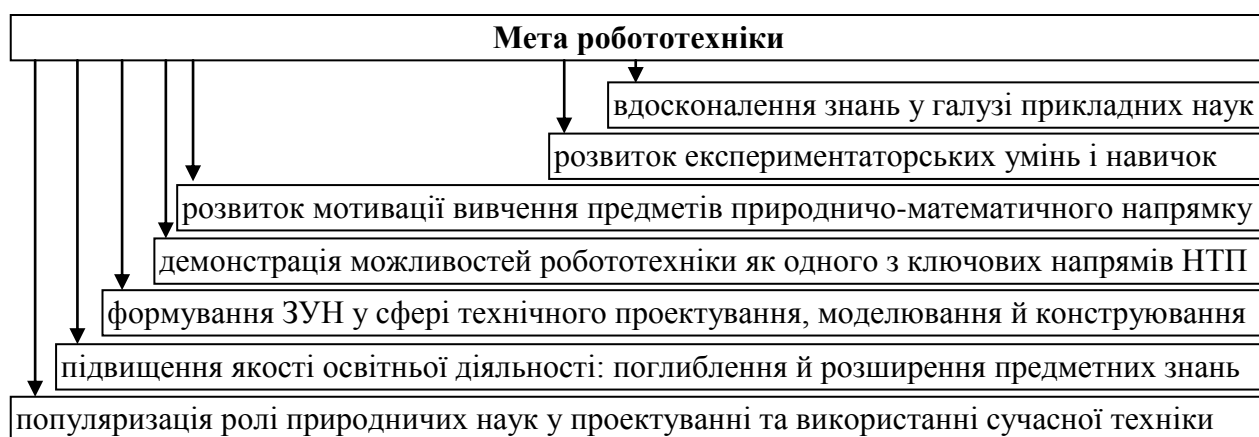 Мета робототехніки
вдосконалення знань у галузі прикладних наук
розвиток експериментаторських умінь і навичок
розвиток мотивації вивчення предметів природничо-математичного напрямку
демонстрація можливостей робототехніки як одного з ключових напрямів НТП
формування ЗУН у сфері технічного проектування, моделювання й конструювання
підвищення якості освітньої діяльності: поглиблення й розширення предметних знань
популяризація ролі природничих наук у проектуванні та використанні сучасної техніки